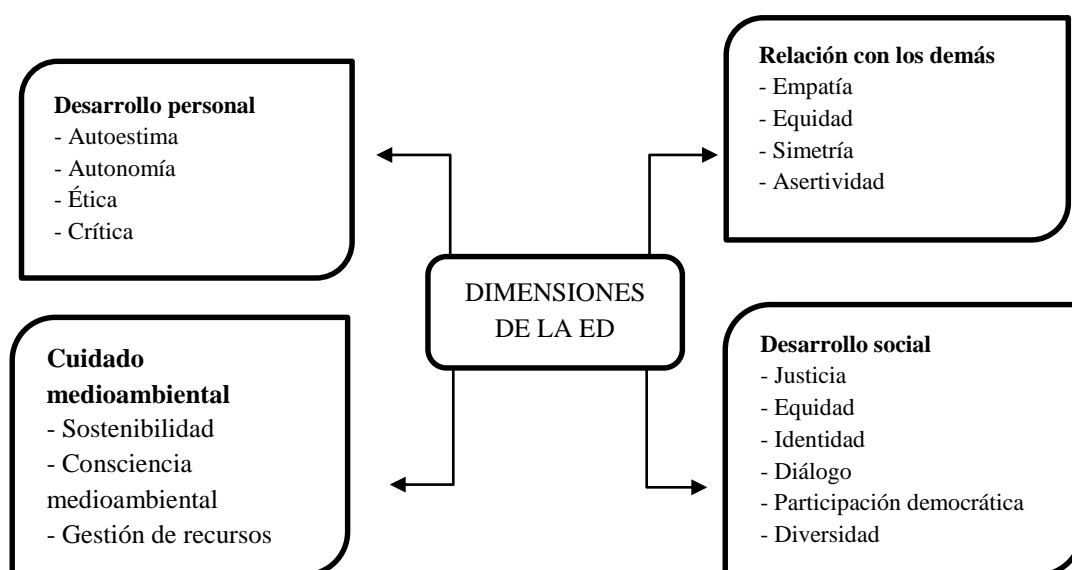 Desarrollo personal
- Autoestima
- Autonomía
- Ética
- Crítica
Relación con los demás
- Empatía
- Equidad
- Simetría
- Asertividad
DIMENSIONES
DE LA ED
Cuidado
medioambiental
- Sostenibilidad
- Consciencia
medioambiental
- Gestión de recursos
Desarrollo social
- Justicia
- Equidad
- Identidad
- Diálogo
- Participación democrática
- Diversidad